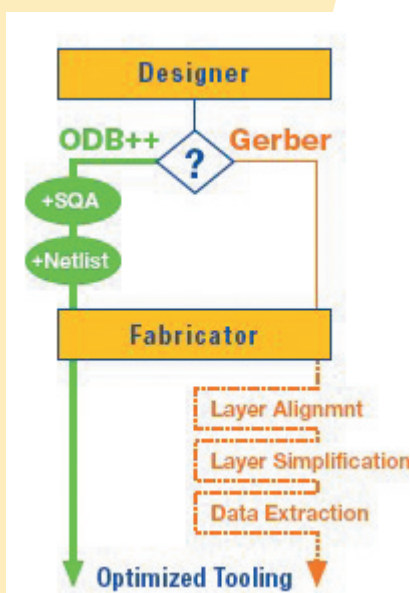 Designer
ODB++ Gerber
?
+SQA
+Netlist
Fabricator
Layer Alignmnt
Layer Simplification
Data Extraction
Optimized Tooling